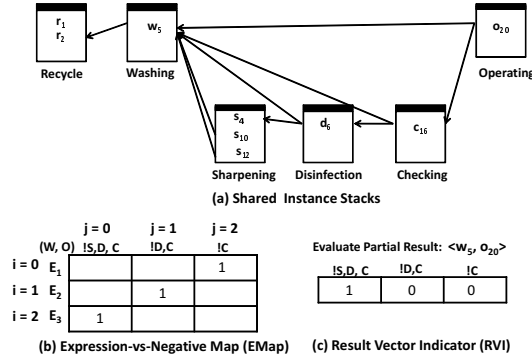 r1
r2
w5
o20
Recycle
Washing
Operating
s4
s10
s12
d6
c16
Sharpening
Disinfection
Checking
(a) Shared Instance Stacks
j = 0
j = 1
j = 2
(W, O)
!S,D, C
!D,C
!C
i = 0 E1
1
i = 1 E2
1
i = 2 E3
1
(b) Expression-vs-Negative Map (EMap)
Evaluate Partial Result: <w5, o20>
!S,D, C
!D,C
!C
1
0
0
(c) Result Vector Indicator (RVI)